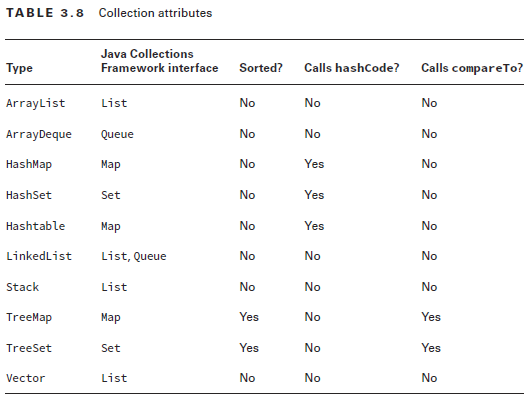 TABLE 3.8 Collection attributes
Java Collections
Type Framework interface Sorted? Calls hashCode? Calls compareTo?
ArrayList List No No No
ArrayDeque Queue No No No
HashMap Map No Yes No
HashSet Set No Yes No
Hashtable Map No Yes No
LinkedList List, Queue No No No
Stack List No No No
TreeMap Map Yes No Yes
TreeSet Set Yes No Yes
Vector List No No No